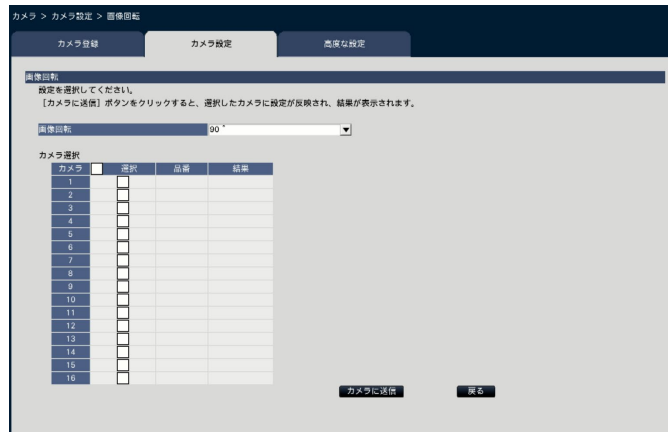 カメラ > カメラ設定 > 画像回転
カメラ登録 カメラ設定 高度な設定
画像回転
設定を選択してください。
[カメラに送信] ボタンをクリックすると、選択したカメラに設定が反映され、結果が表示されます。
画像回転 90 °
カメラ選択
カメラ 選択 品番 結果
1
2
3
4
5
6
7
8
9
10
11
12
13
14
15
16
カメラに送信 戻る